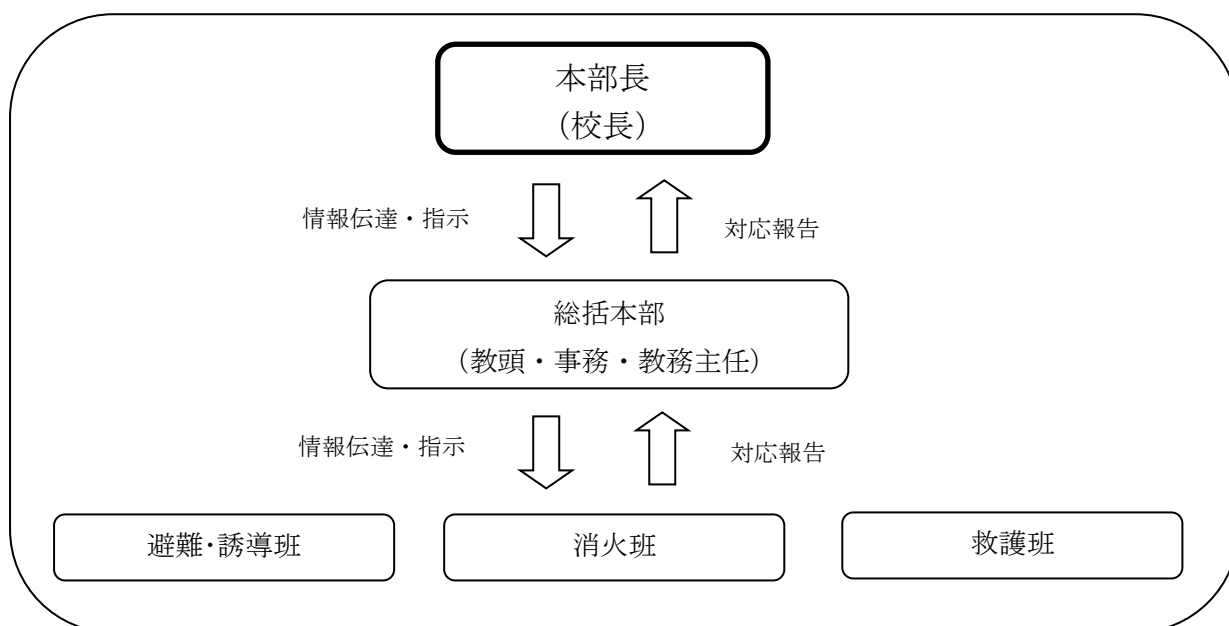 本部長
（校長）
情報伝達・指示
対応報告
総括本部
（教頭・事務・教務主任）
情報伝達・指示
対応報告
避難･誘導班
消火班
救護班